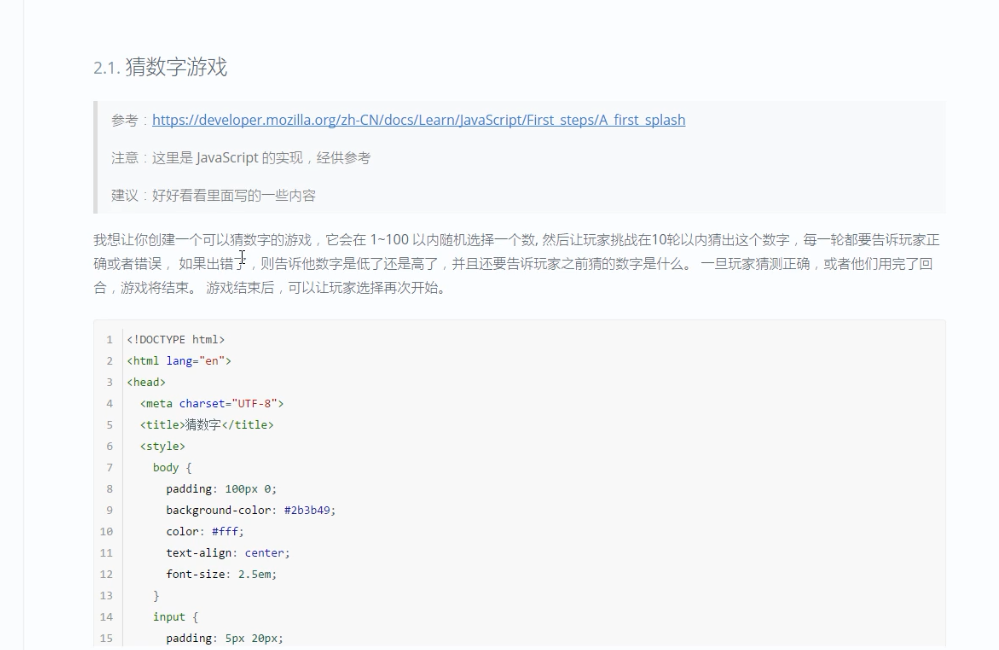 2.1. 猜数字游戏
参考：https://developer.mozilla.org/zh-CN/docs/Learn/JavaScript/First_steps/A_first_splash
注意：这里是 JavaScript 的实现，经供参考
建议：好好看看里面写的一些内容
我想让你创建一个可以猜数字的游戏，它会在 1~100 以内随机选择一个数, 然后让玩家挑战在10轮以内猜出这个数字，每一轮都要告诉玩家正
确或者错误， 如果出错了，则告诉他数字是低了还是高了，并且还要告诉玩家之前猜的数字是什么。 一旦玩家猜测正确，或者他们用完了回
合，游戏将结束。 游戏结束后，可以让玩家选择再次开始。
1 <!DOCTYPE html>
2 <html lang="en">
3 <head>
4 <meta charset="UTF-8">
5 <title>猜数字</title>
6 <style>
7 body {
8 padding: 100px 0;
9 background-color: #2b3b49;
10 color: #fff;
11 text-align: center;
12 font-size: 2.5em;
13 }
14 input {
15 padding: 5px 20px;